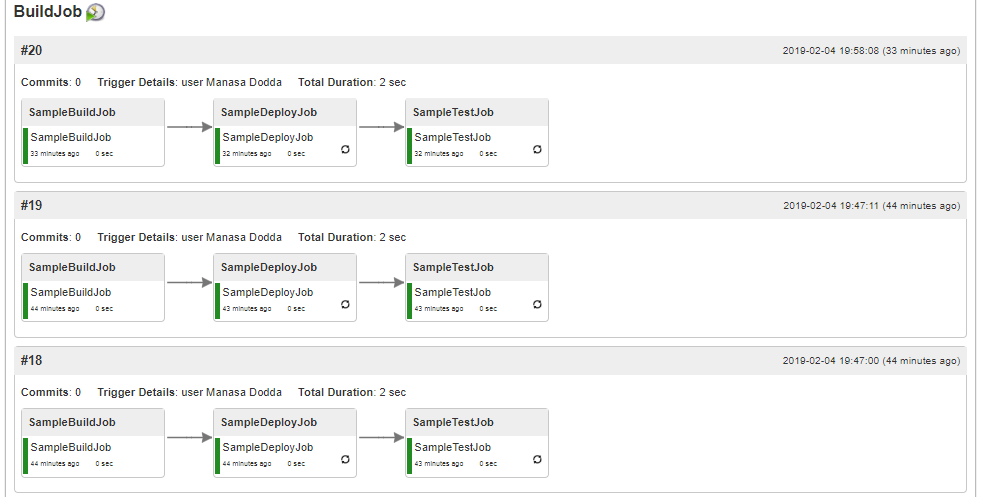 BuildJob
#20 2019-02-04 19:58:08 (33 minutes ago)
Commits: 0 Trigger Details: user Manasa Dodda Total Duration: 2 sec
SampleBuildJob SampleDeployJob SampleTestJob
SampleBuildJob SampleDeployJob SampleTestJob
33 minutes ago 0 sec 32 minutes ago 0 sec 32 minutes ago 0 sec
#19 2019-02-04 19:47:11 (44 minutes ago)
Commits: 0 Trigger Details: user Manasa Dodda Total Duration: 2 sec
SampleBuildJob SampleDeployJob SampleTestJob
SampleBuildJob SampleDeployJob SampleTestJob
44 minutes ago 0 sec 43 minutes ago 0 sec 43 minutes ago 0 sec
#18 2019-02-04 19:47:00 (44 minutes ago)
Commits: 0 Trigger Details: user Manasa Dodda Total Duration: 2 sec
SampleBuildJob SampleDeployJob SampleTestJob
SampleBuildJob SampleDeployJob SampleTestJob
44 minutes ago 0 sec 44 minutes ago 0 sec 43 minutes ago 0 sec